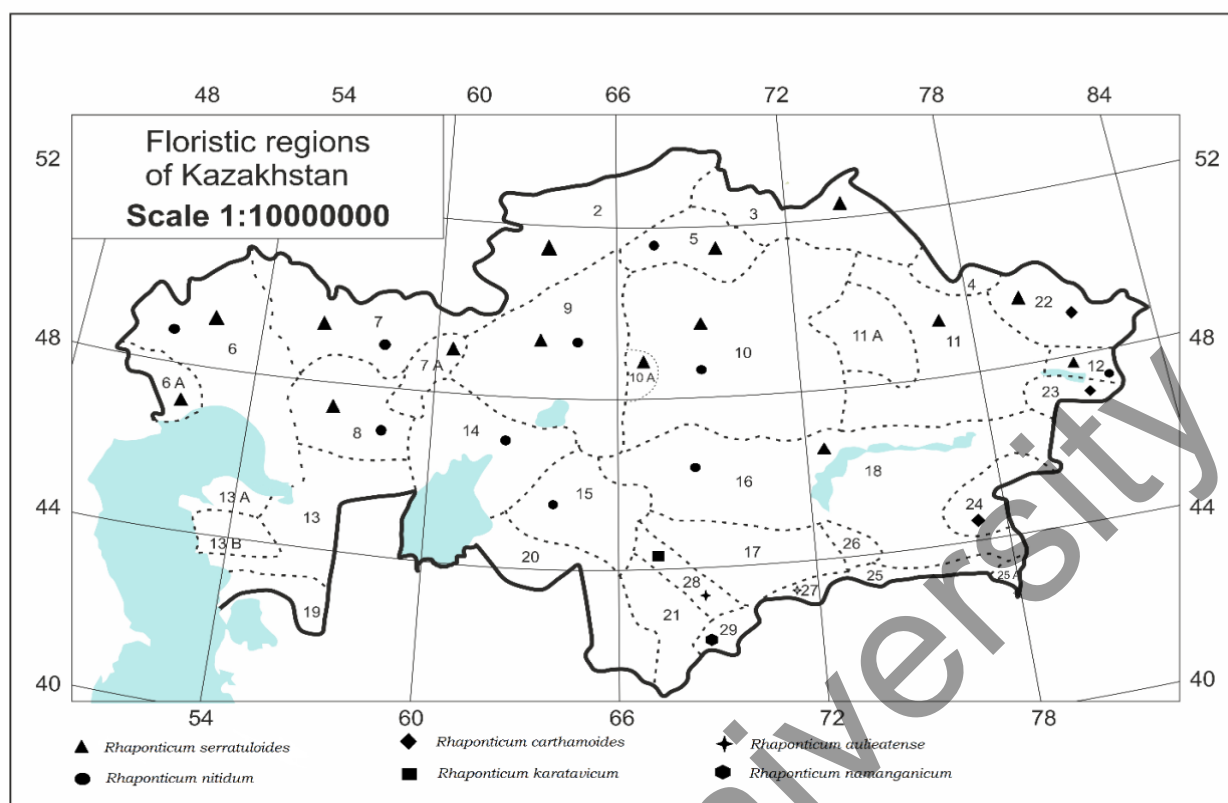 48 54 60 66 72 78 84
Floristic regions
of Kazakhstan
Scale 1:10000000
52 52
2 3
5
4
22
9
7
6
11 A
11
10
48 48
7 A
10 A
12
6 A
23
8
14
18
16
15
13 A
24
44 44
13
13 B
26
17
20
25
25 A
28
27
19
21
29
40 40
54 60 66 72 78
Rhaponticum serratuloides
Rhaponticum carthamoides
Rhaponticum aulieatense
Rhaponticum nitidum
Rhaponticum karatavicum
Rhaponticum namanganicum
university